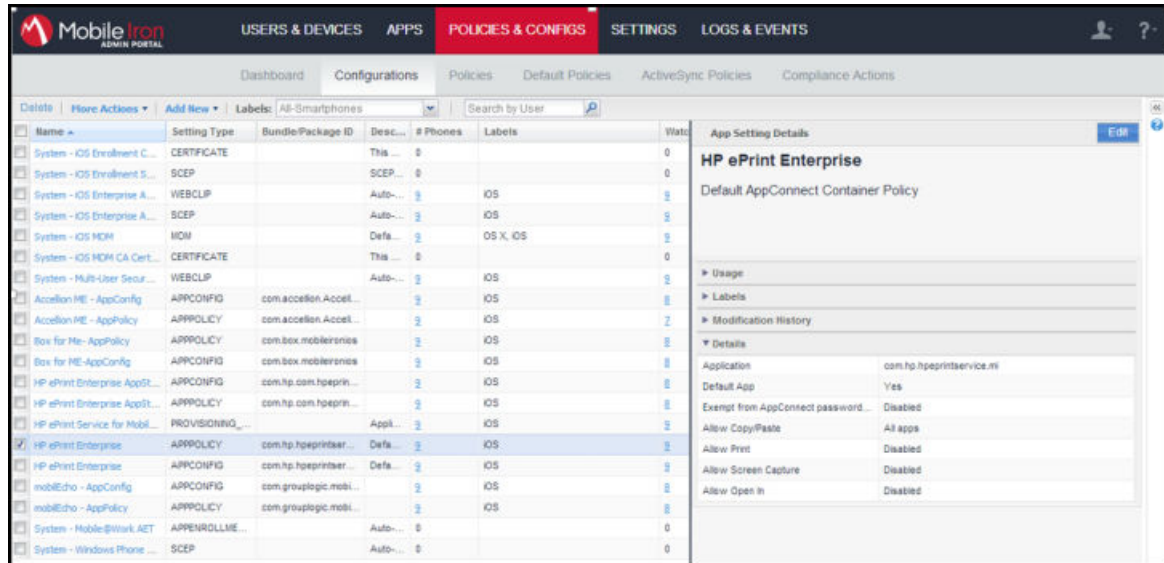 MobileIron
ADMIN PORTAL
USERS & DEVICES APPS POLICIES & CONFIGS SETTINGS LOGS & EVENTS
Dashboard Configurations Policies Default Policies ActiveSync Policies Compliance Actions
Delete More Actions Add New Labels: All-Smartphones Search by User
Name Setting Type Bundle/Package ID Desc... # Phones Labels Watc
System - iOS Enrollment C... CERTIFICATE This ... 0 0
System - iOS Enrollment S... SCEP SCEP... 0 0
System - iOS Enterprise A... WEBCLIP Auto-... 9 iOS 9
System - iOS Enterprise A... SCEP Auto-... 9 iOS 9
System - iOS MDM MDM Defa... 9 OS X, iOS 9
System - iOS MDM CA Cert... CERTIFICATE This ... 0 0
System - Multi-User Secur... WEBCLIP Auto-... 9 iOS 9
Accellion ME - AppConfig APPCONFIG com.accellion.Accell... 9 iOS 8
Accellion ME - AppPolicy APPPOLICY com.accellion.Accell... 9 iOS 7
Box for Me- AppPolicy APPPOLICY com.box.mobileironios 9 iOS 8
Box for ME-AppConfig APPCONFIG com.box.mobileironios 9 iOS 8
HP ePrint Enterprise AppSt... APPCONFIG com.hp.com.hpeprin... 9 iOS 8
HP ePrint Enterprise AppSt... APPPOLICY com.hp.com.hpeprin... 9 iOS 8
HP ePrint Service for Mobil... PROVISIONING_... Appli... 9 iOS 9
HP ePrint Enterprise APPPOLICY com.hp.hpeprintser... Defa... 9 iOS 9
HP ePrint Enterprise APPCONFIG com.hp.hpeprintser... Defa... 9 iOS 9
mobilEcho - AppConfig APPCONFIG com.grouplogic.mobi... 9 iOS 8
mobilEcho - AppPolicy APPPOLICY com.grouplogic.mobi... 9 iOS 8
System - Mobile@Work AET APPENROLLME... Auto-... 0 0
System - Windows Phone ... SCEP Auto-... 0 0
App Setting Details Edit
HP ePrint Enterprise
Default AppConnect Container Policy
Usage
Labels
Modification History
Details
Application com.hp.hpeprintservice.mi
Default App Yes
Exempt from AppConnect password... Disabled
Allow Copy/Paste All apps
Allow Print Disabled
Allow Screen Capture Disabled
Allow Open In Disabled